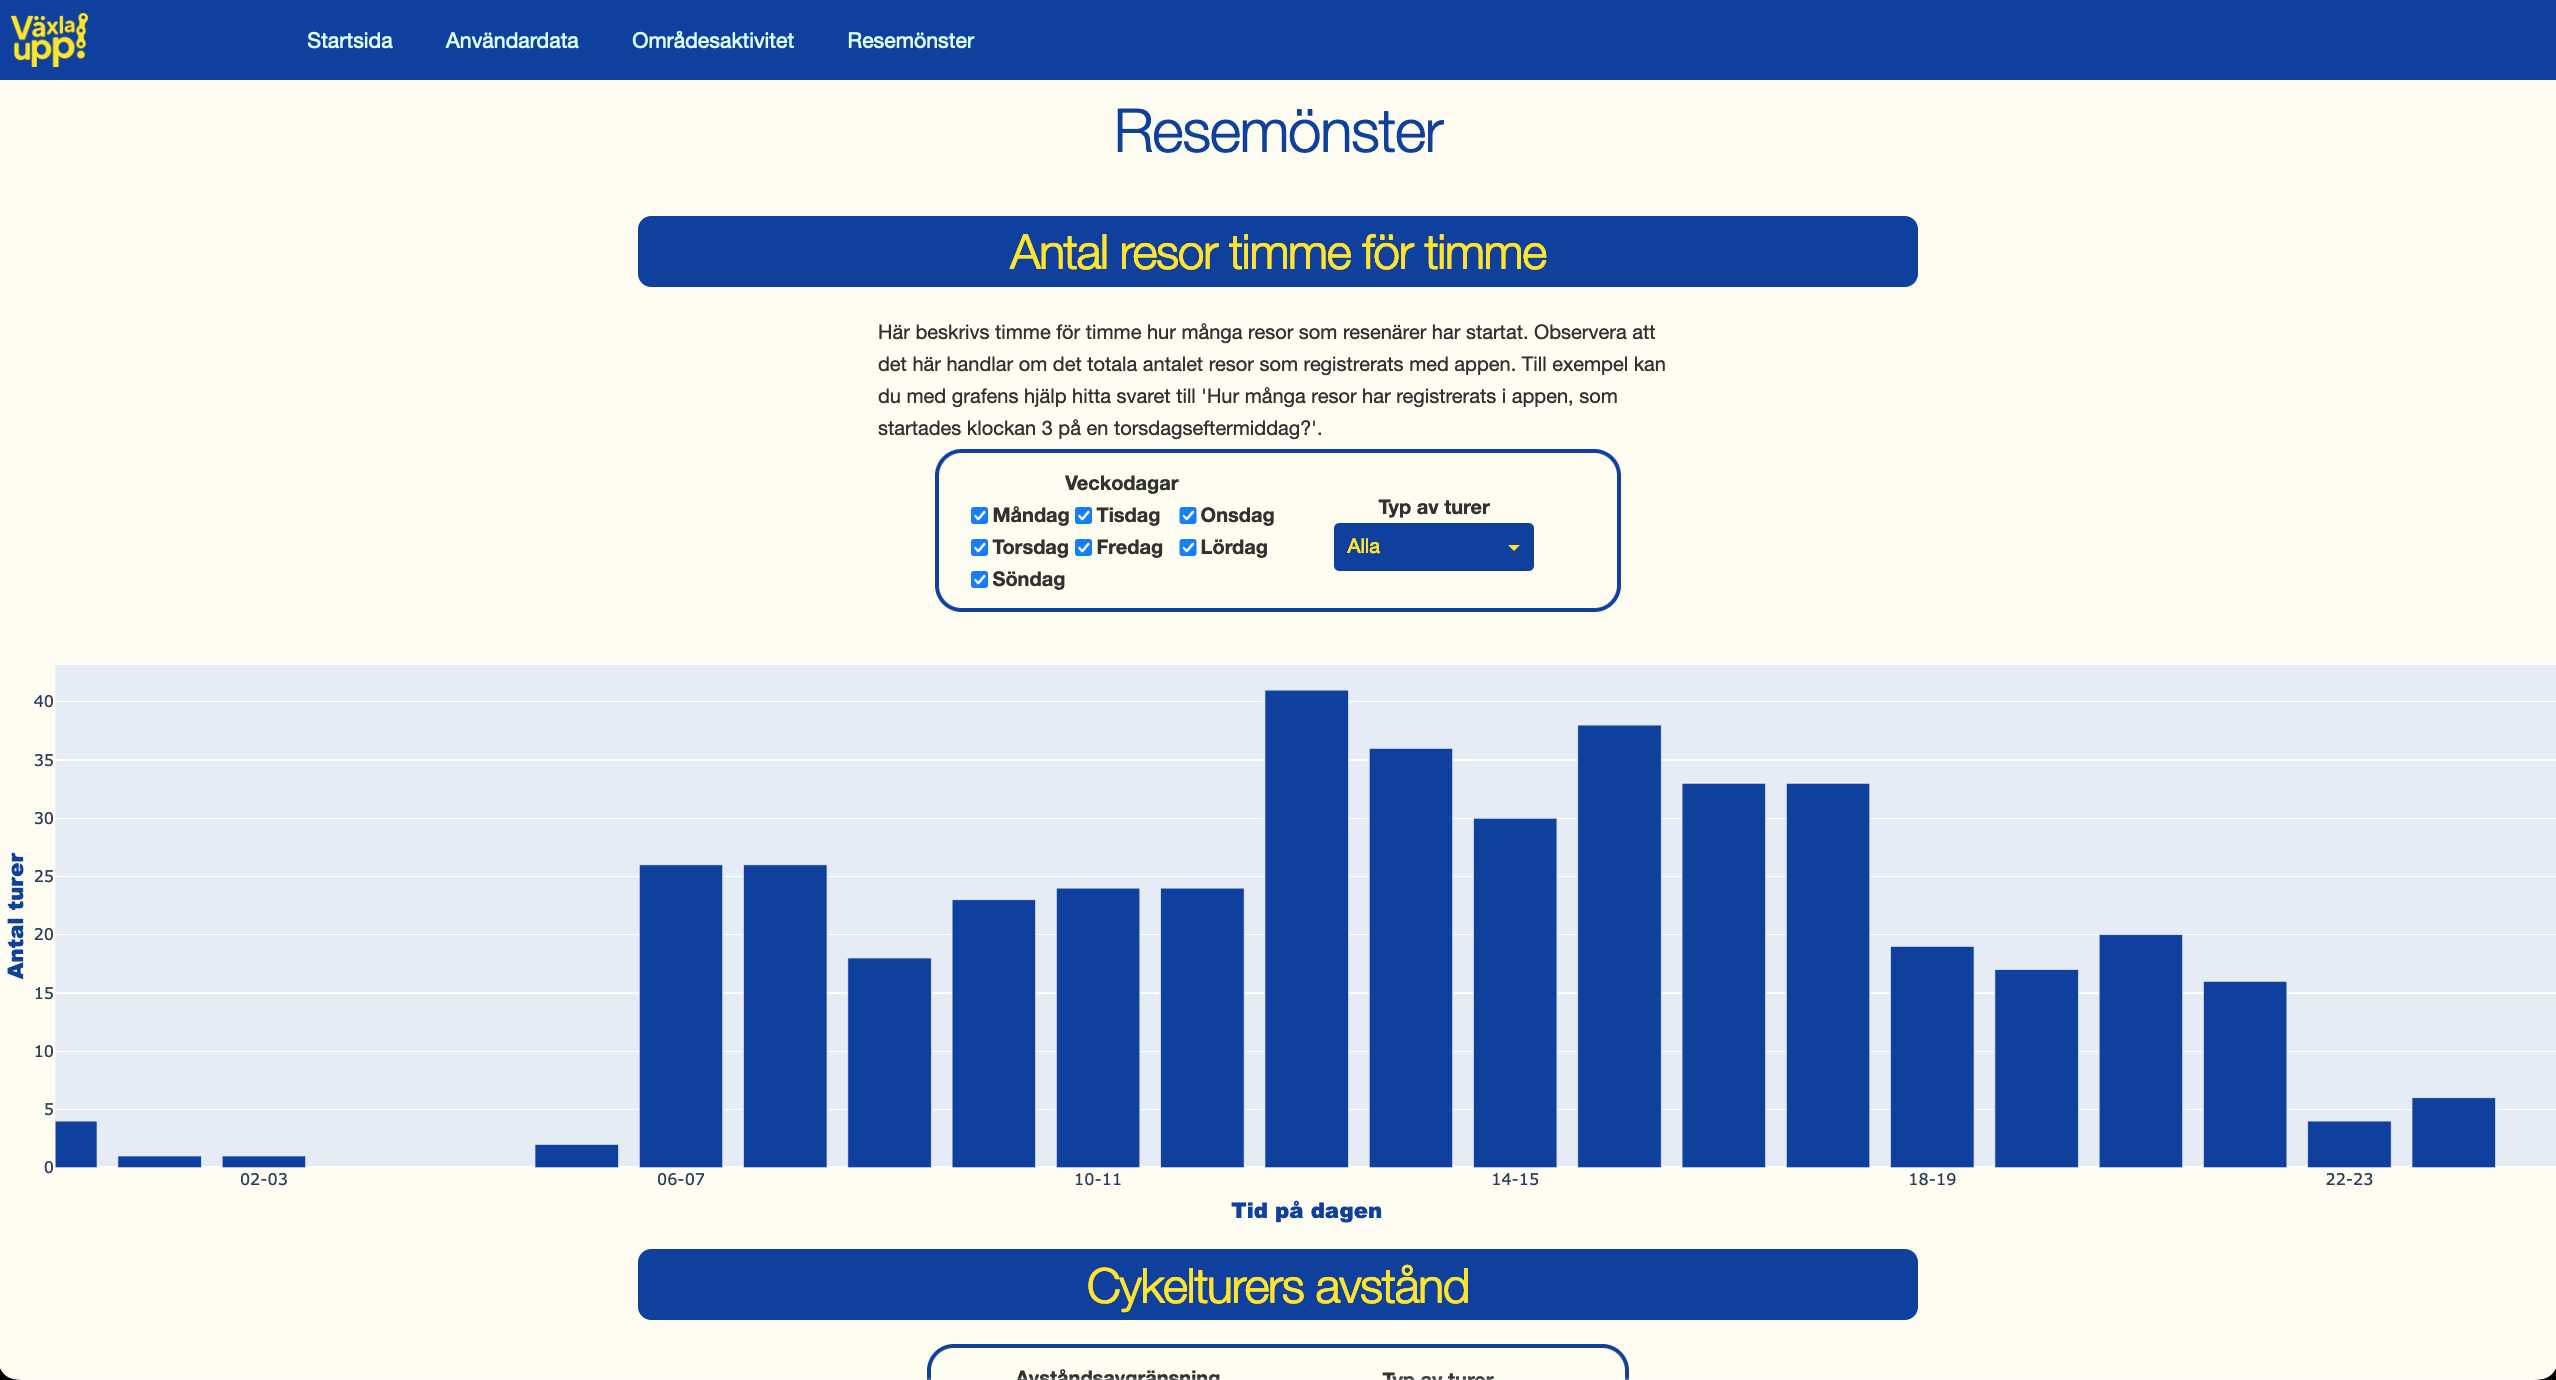 Växla
upp!
Startsida Användardata Områdesaktivitet Resemönster
Resemönster
Antal resor timme för timme
Här beskrivs timme för timme hur många resor som resenärer har startat. Observera att
det här handlar om det totala antalet resor som registrerats med appen. Till exempel kan
du med grafens hjälp hitta svaret till 'Hur många resor har registrerats i appen, som
startades klockan 3 på en torsdagseftermiddag?'.
Veckodagar
Måndag Tisdag Onsdag
Torsdag Fredag Lördag
Söndag
Typ av turer
Alla
40
35
30
25
20
15
10
5
0
Antal turer
02-03 06-07 10-11 14-15 18-19 22-23
Tid på dagen
Cykelturers avstånd
Avståndsavgränsning Typ av turer